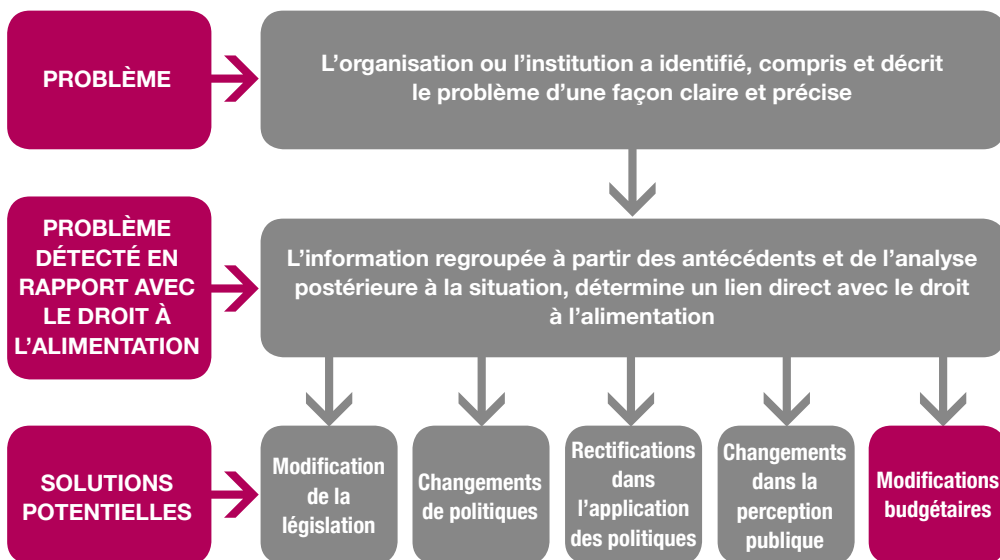 PROBLÈME
L’organisation ou l’institution a identifié, compris et décrit
le problème d’une façon claire et précise
PROBLÈME
DÉTECTÉ EN
RAPPORT AVEC
LE DROIT À
L’ALIMENTATION
L’information regroupée à partir des antécédents et de l’analyse
postérieure à la situation, détermine un lien direct avec le droit
à l’alimentation
SOLUTIONS
POTENTIELLES
Modification
de la
législation
Changements
de politiques
Rectifications
dans
l’application
des politiques
Changements
dans la
perception
publique
Modifications
budgétaires